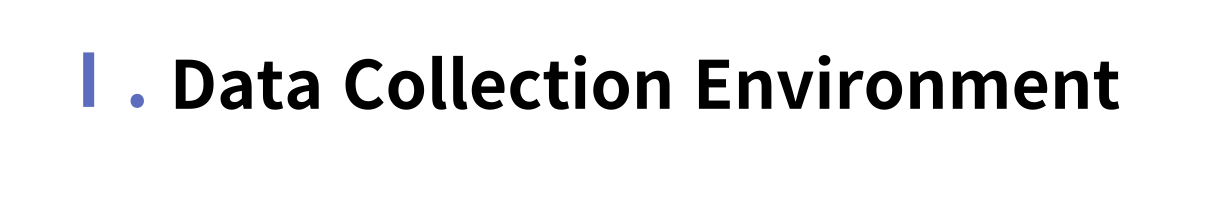 Ⅰ. Data Collection Environment